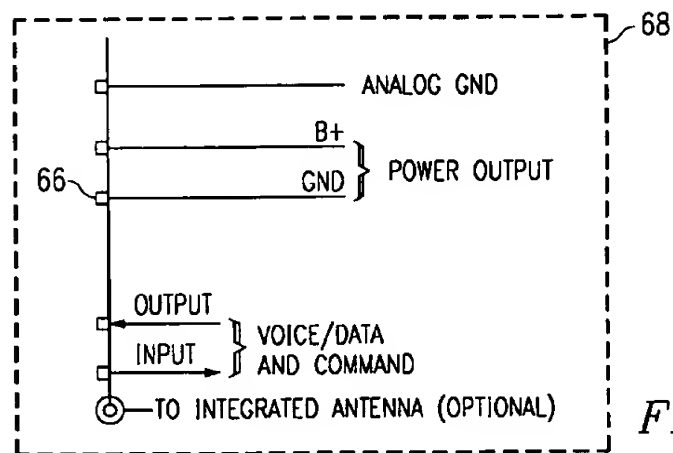 68
ANALOG GND
B+
POWER OUTPUT
66
GND
OUTPUT
VOICE/DATA
INPUT
AND COMMAND
TO INTEGRATED ANTENNA (OPTIONAL)
F